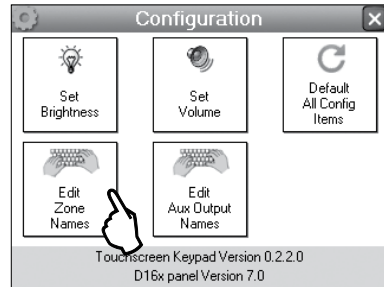 Configuration
Set
Brightness
Set
Volume
Default
All Config
Items
Edit
Zone
Names
Edit
Aux Output
Names
Touchscreen Keypad Version 0.2.2.0
D16x panel Version 7.0